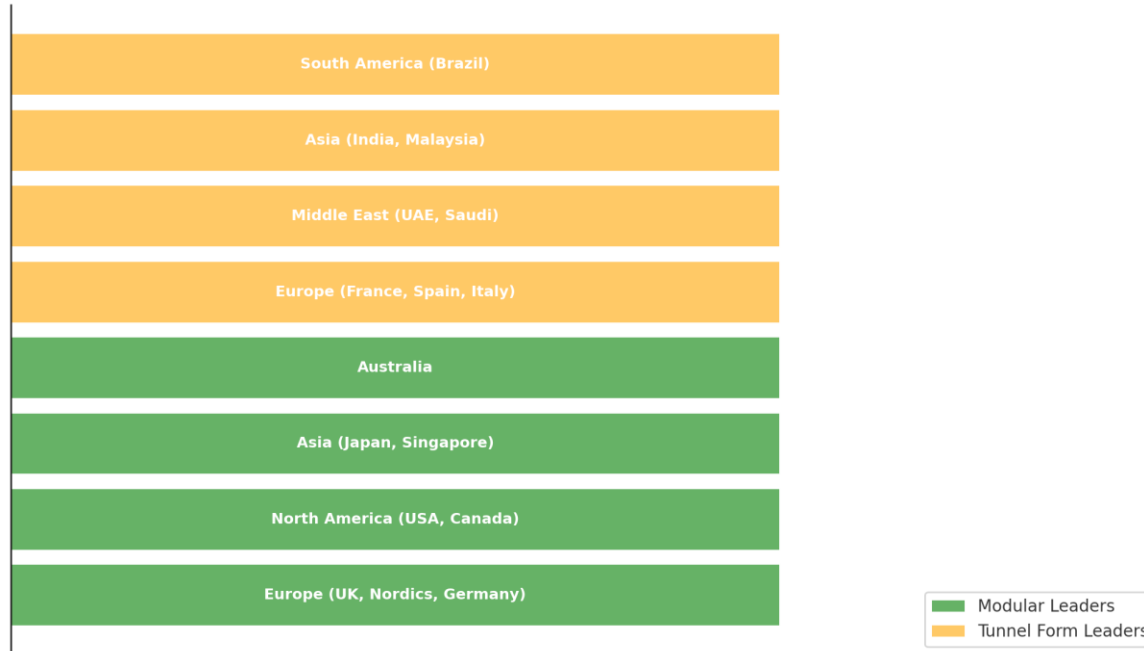 South America (Brazil)
Asia (India, Malaysia)
Middle East (UAE, Saudi)
Europe (France, Spain, Italy)
Australia
Asia (Japan, Singapore)
North America (USA, Canada)
Europe (UK, Nordics, Germany)
Modular Leaders
Tunnel Form Leaders